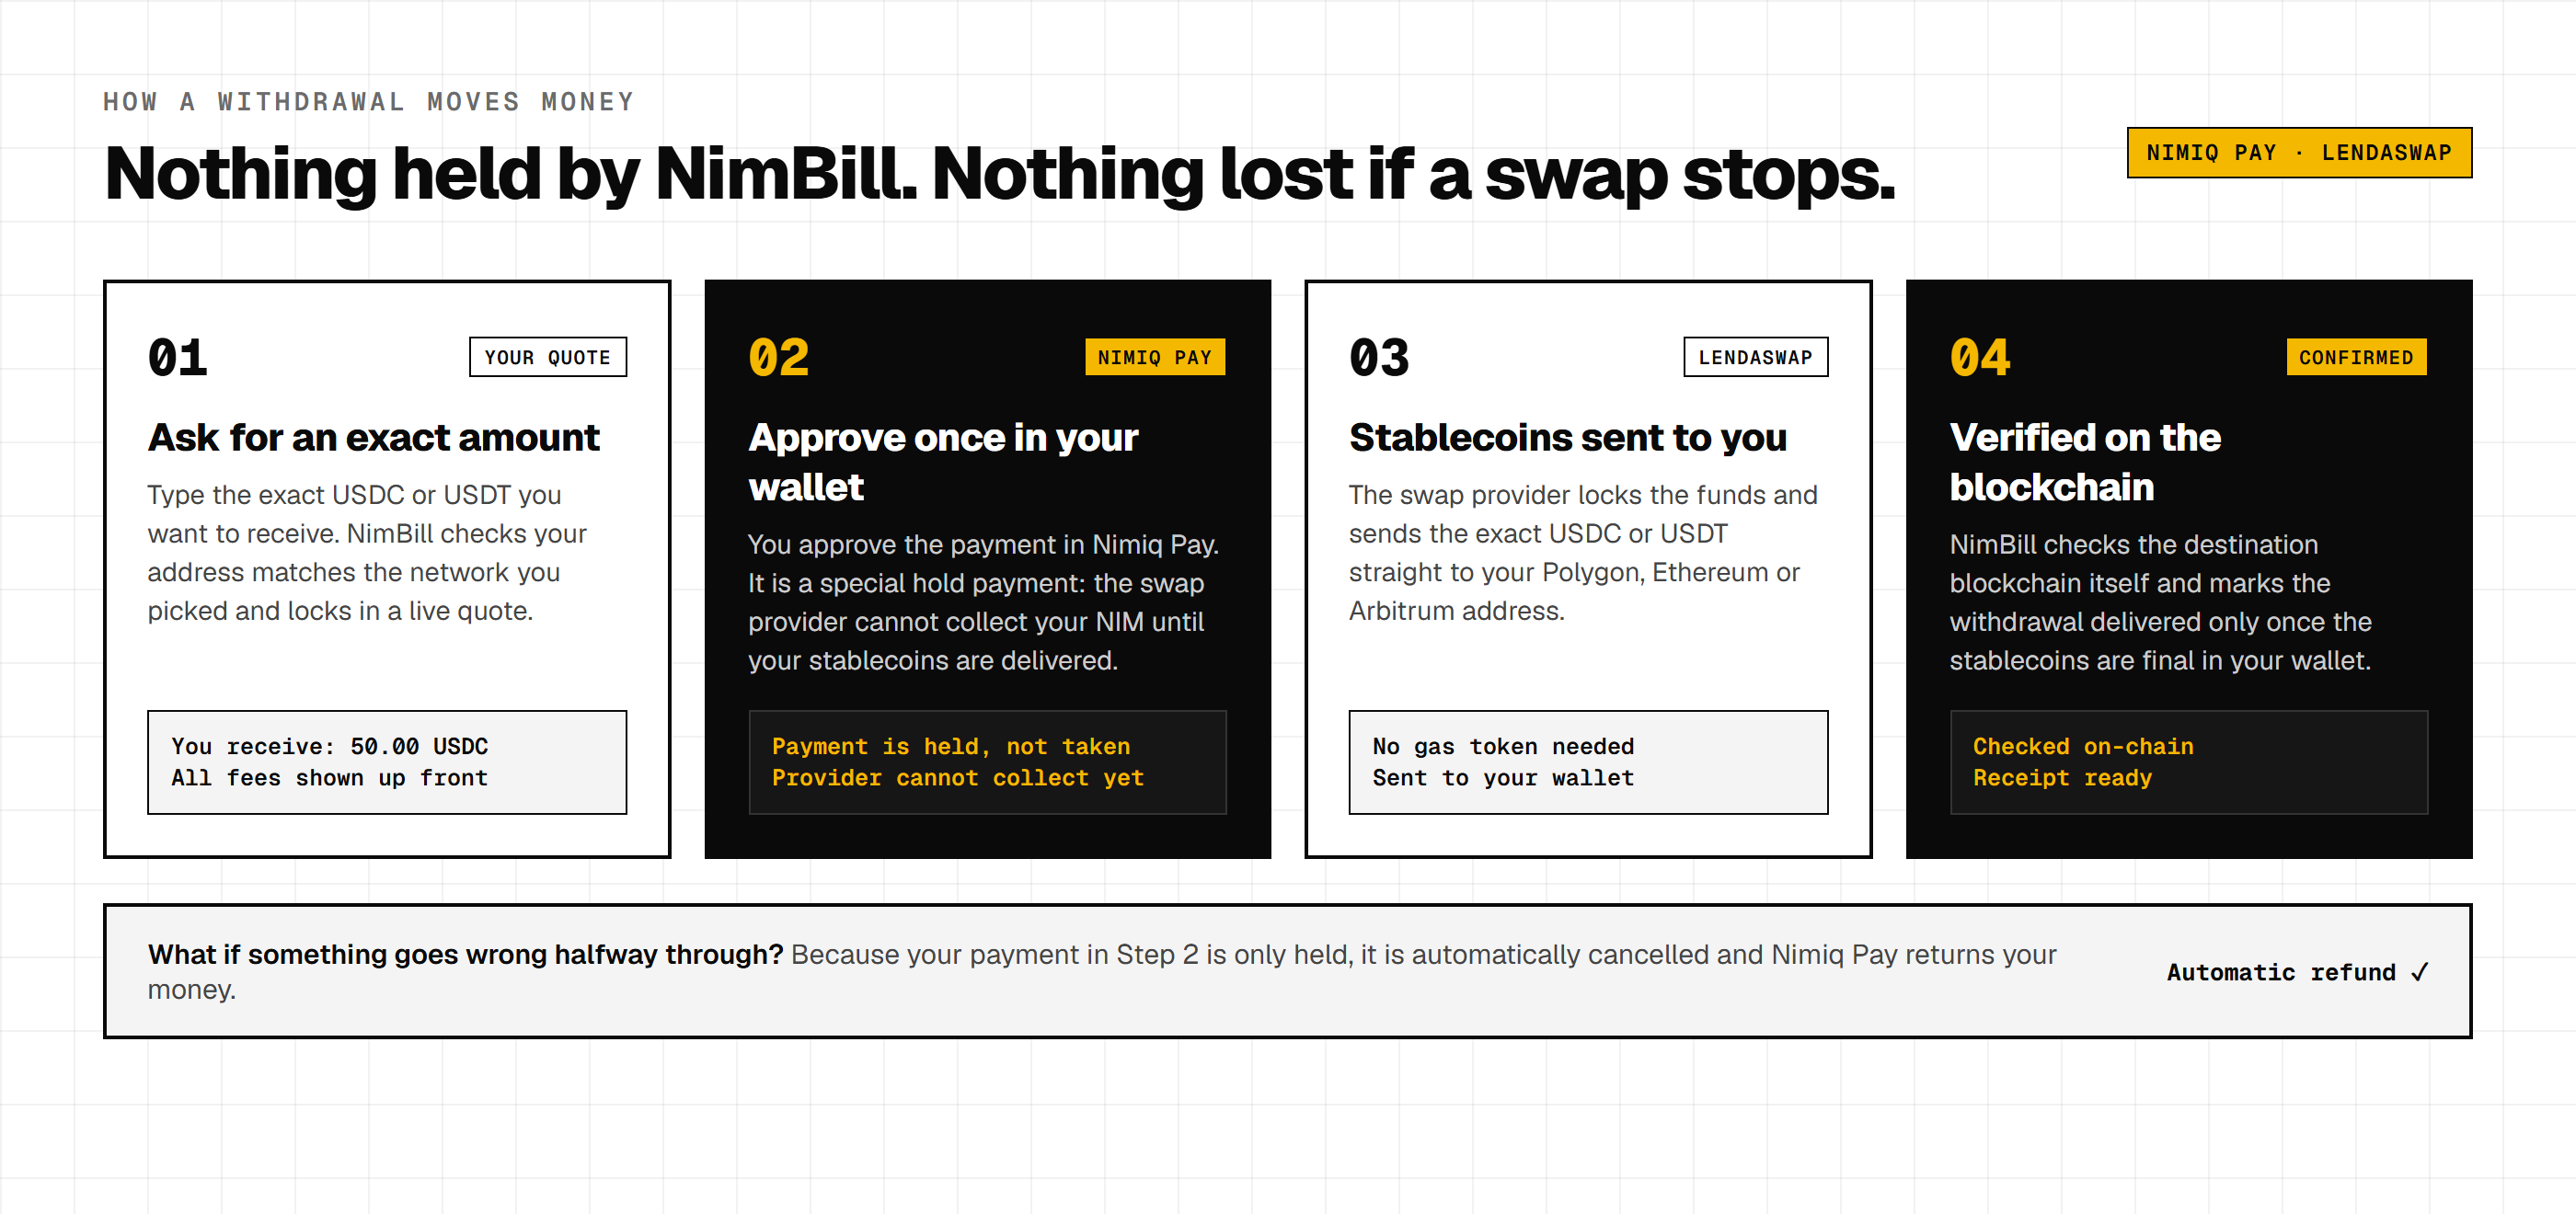 HOW A WITHDRAWAL MOVES MONEY
Nothing held by NimBill. Nothing lost if a swap stops.
NIMIQ PAY · LENDASWAP
01
YOUR QUOTE
Ask for an exact amount
Type the exact USDC or USDT you
want to receive. NimBill checks your
address matches the network you
picked and locks in a live quote.
You receive: 50.00 USDC
All fees shown up front
02
NIMIQ PAY
Approve once in your
wallet
You approve the payment in Nimiq Pay.
It is a special hold payment: the swap
provider cannot collect your NIM until
your stablecoins are delivered.
Payment is held, not taken
Provider cannot collect yet
03
LENDASWAP
Stablecoins sent to you
The swap provider locks the funds and
sends the exact USDC or USDT
straight to your Polygon, Ethereum or
Arbitrum address.
No gas token needed
Sent to your wallet
04
CONFIRMED
Verified on the
blockchain
NimBill checks the destination
blockchain itself and marks the
withdrawal delivered only once the
stablecoins are final in your wallet.
Checked on-chain
Receipt ready
What if something goes wrong halfway through? Because your payment in Step 2 is only held, it is automatically cancelled and Nimiq Pay returns your
money.
Automatic refund ✓